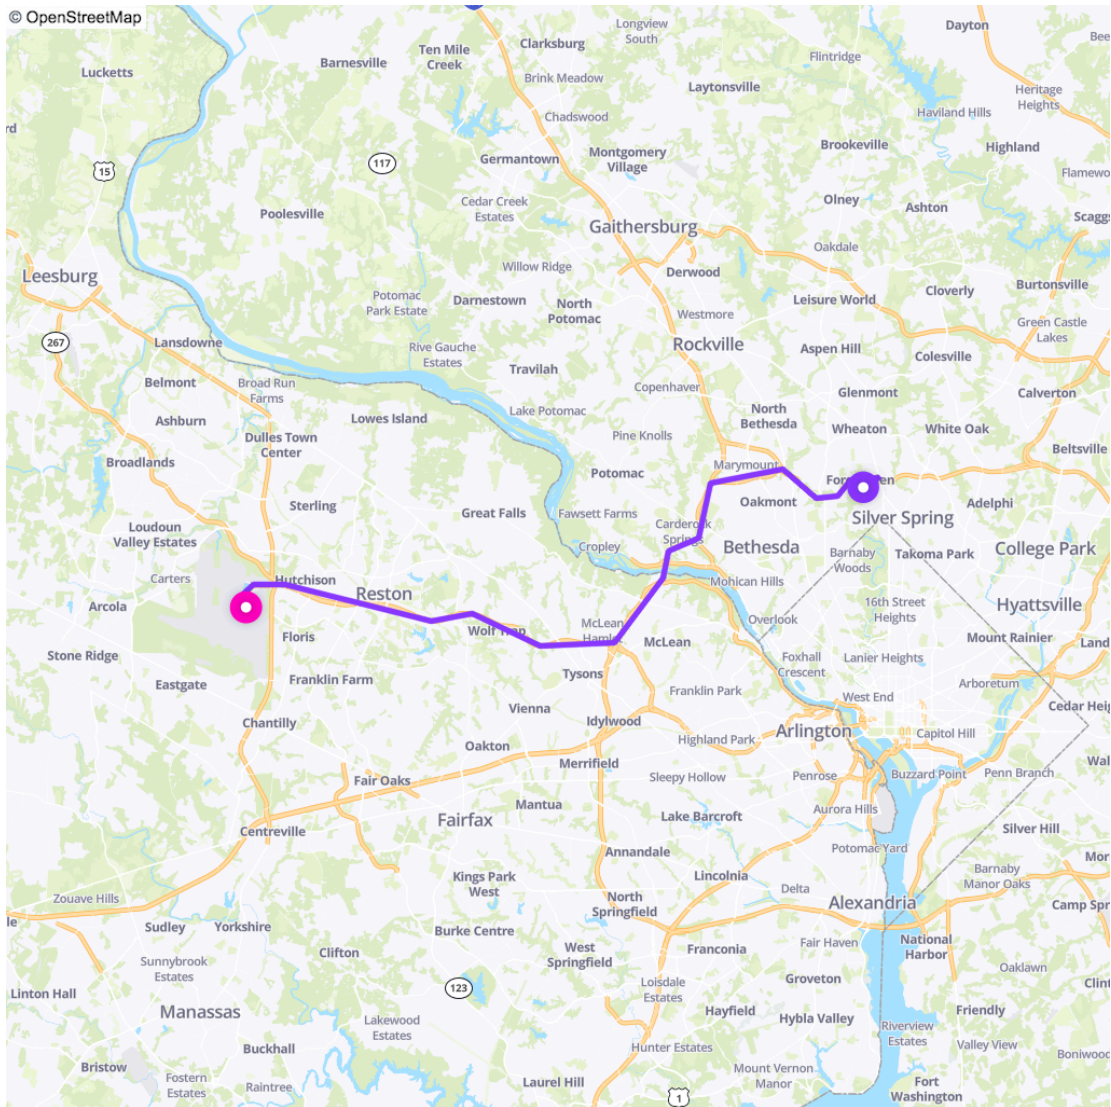 © OpenStreetMap
Longview
South
Dayton
Clarksburg
Ten Mile
Creek
Barnesville
Lucketts
Brink Meadow
Flintridge
Laytonsville
Heritage
Heights
Chadswood
Haviland Hills
15
117
Germantown
Montgomery
Village
Brookeville
Highland
Poolesville
Cedar Creek
Estates
Olney
Ashton
Gaithersburg
Oakdale
Leesburg
Willow Ridge
Derwood
Potomac
Park Estate
Darnestown
North
Potomac
Leisure World
Cloverly
Burtonsville
Westmore
Green Castle
Lakes
267
Lansdowne
Rive Gauche
Estates
Rockville
Aspen Hill
Colesville
Travilah
Belmont
Broad Run
Farms
Copenhaver
Glenmont
Calverton
Ashburn
Lowes Island
Lake Potomac
North
Bethesda
Wheaton
White Oak
Dulles Town
Center
Pine Knolls
Beltsville
Broadlands
Marymount
Potomac
Sterling
Great Falls
Fawsett Farms
Oakmont
Adelphi
Loudoun
Valley Estates
Carderock
Springs
Silver Spring
Cropley
Bethesda
Barnaby
Woods
Takoma Park
College Park
Carters
Hutchison
Mohican Hills
Reston
Arcola
16th Street
Heights
Hyattsville
Overlook
Floris
Wolf Trap
McLean
Hamlet
McLean
Mount Rainier
Stone Ridge
Foxhall
Crescent
Lanier Heights
Eastgate
Franklin Farm
Tysons
Franklin Park
Arboretum
West End
Vienna
Chantilly
Idylwood
Arlington
Capitol Hill
Highland Park
Oakton
Merrifield
Fair Oaks
Sleepy Hollow
Penrose
Buzzard Point
Penn Branch
Mantua
Aurora Hills
Lake Barcroft
Fairfax
Centreville
Silver Hill
Annandale
Potomac Yard
Kings Park
West
Lincolnia
Barnaby
Manor Oaks
Zouave Hills
Delta
North
Springfield
Alexandria
Sudley
Yorkshire
Burke Centre
Fair Haven
National
Harbor
West
Springfield
Franconia
Clifton
Sunnybrook
Estates
Groveton
Oaklawn
Loisdale
Estates
123
Linton Hall
Manassas
Hayfield
Hybla Valley
Friendly
Lakewood
Estates
Riverview
Estates
Valley View
Hunter Estates
Buckhall
Bristow
Mount Vernon
Manor
Fostern
Estates
Raintree
Laurel Hill
Fort
Washington
1